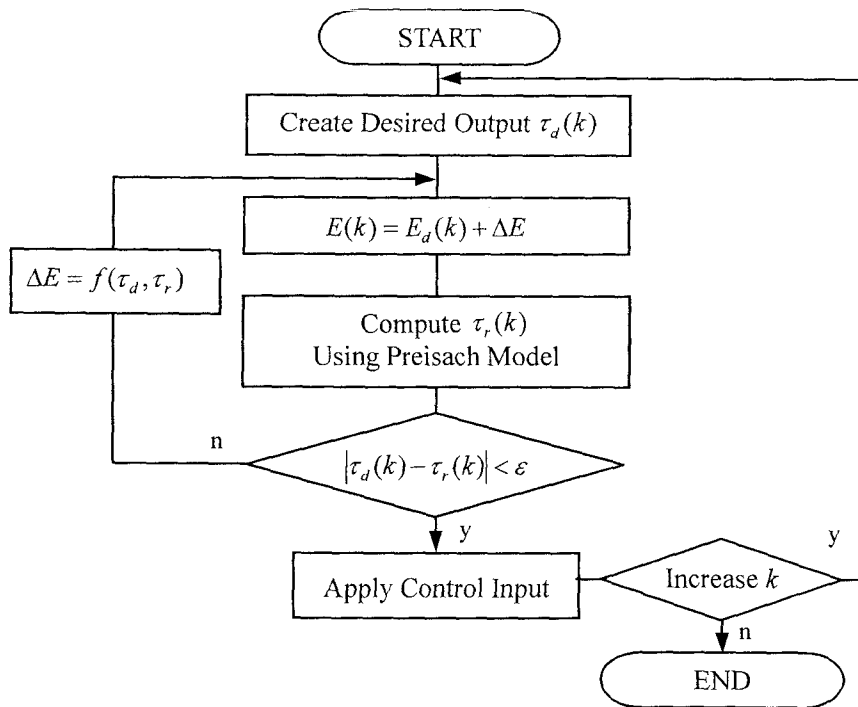 START
Create Desired Output τ_d(k)
E(k) = E_d(k) + ΔE
ΔE = f(τ_d, τ_r)
Compute τ_r(k)
Using Preisach Model
n
|τ_d(k) − τ_r(k)| < ε
y
Apply Control Input
Increase k
y
n
END